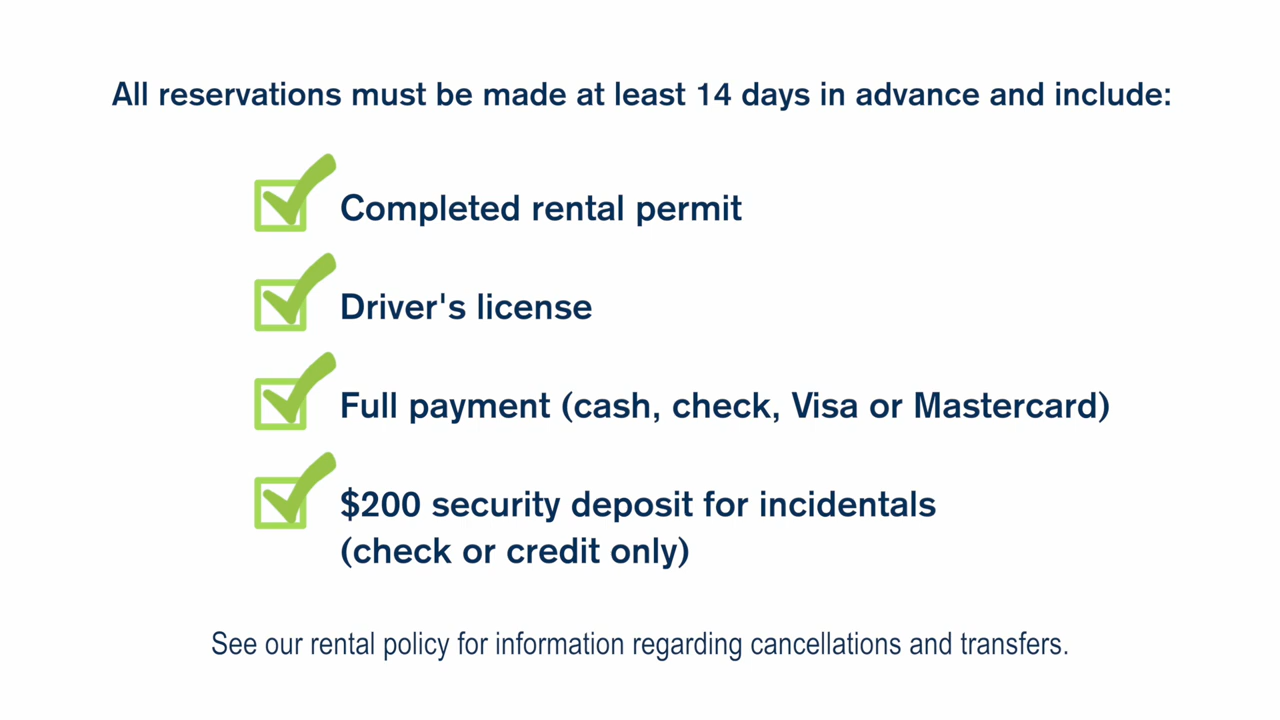 All reservations must be made at least 14 days in advance and include:
Completed rental permit
Driver's license
Full payment (cash, check, Visa or Mastercard)
$200 security deposit for incidentals
(check or credit only)
See our rental policy for information regarding cancellations and transfers.